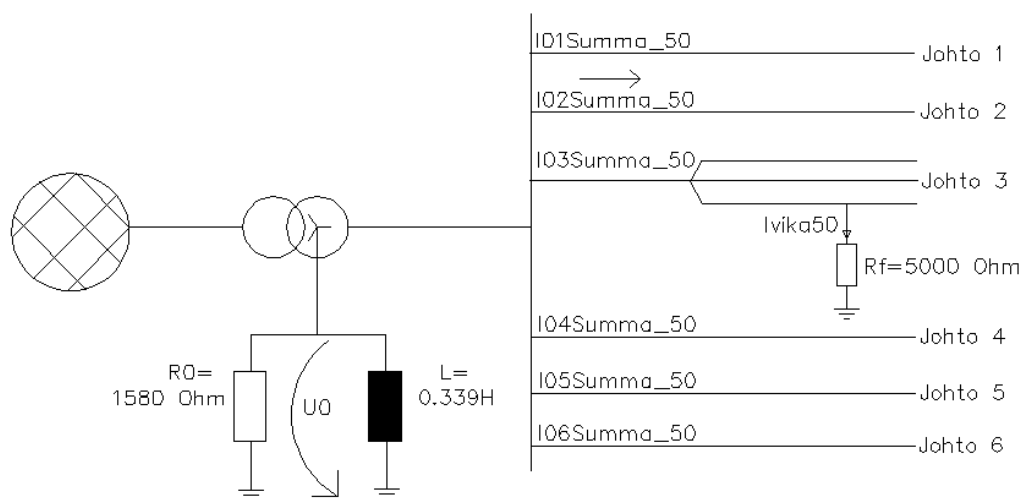 I01Summa_50
Johto 1
I02Summa_50
Johto 2
I03Summa_50
Johto 3
Ivika50
Rf=5000 Ohm
I04Summa_50
Johto 4
R0=
1580 Ohm
U0
L=
0.339H
I05Summa_50
Johto 5
I06Summa_50
Johto 6